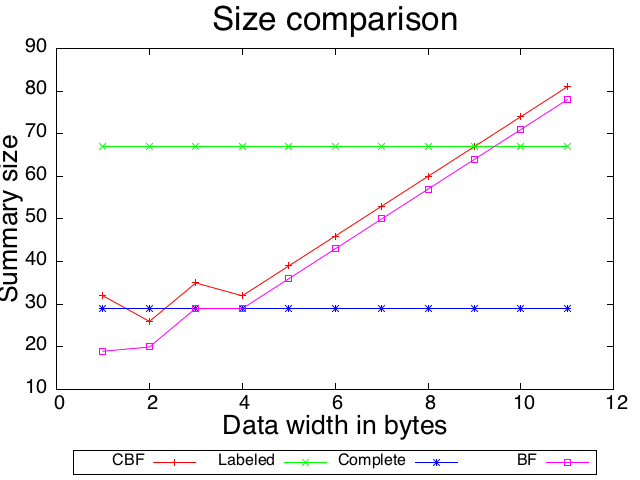 Size comparison
90
80
70
60
50
40
30
20
10
Summary size
0 2 4 6 8 10 12
Data width in bytes
CBF Labeled Complete BF